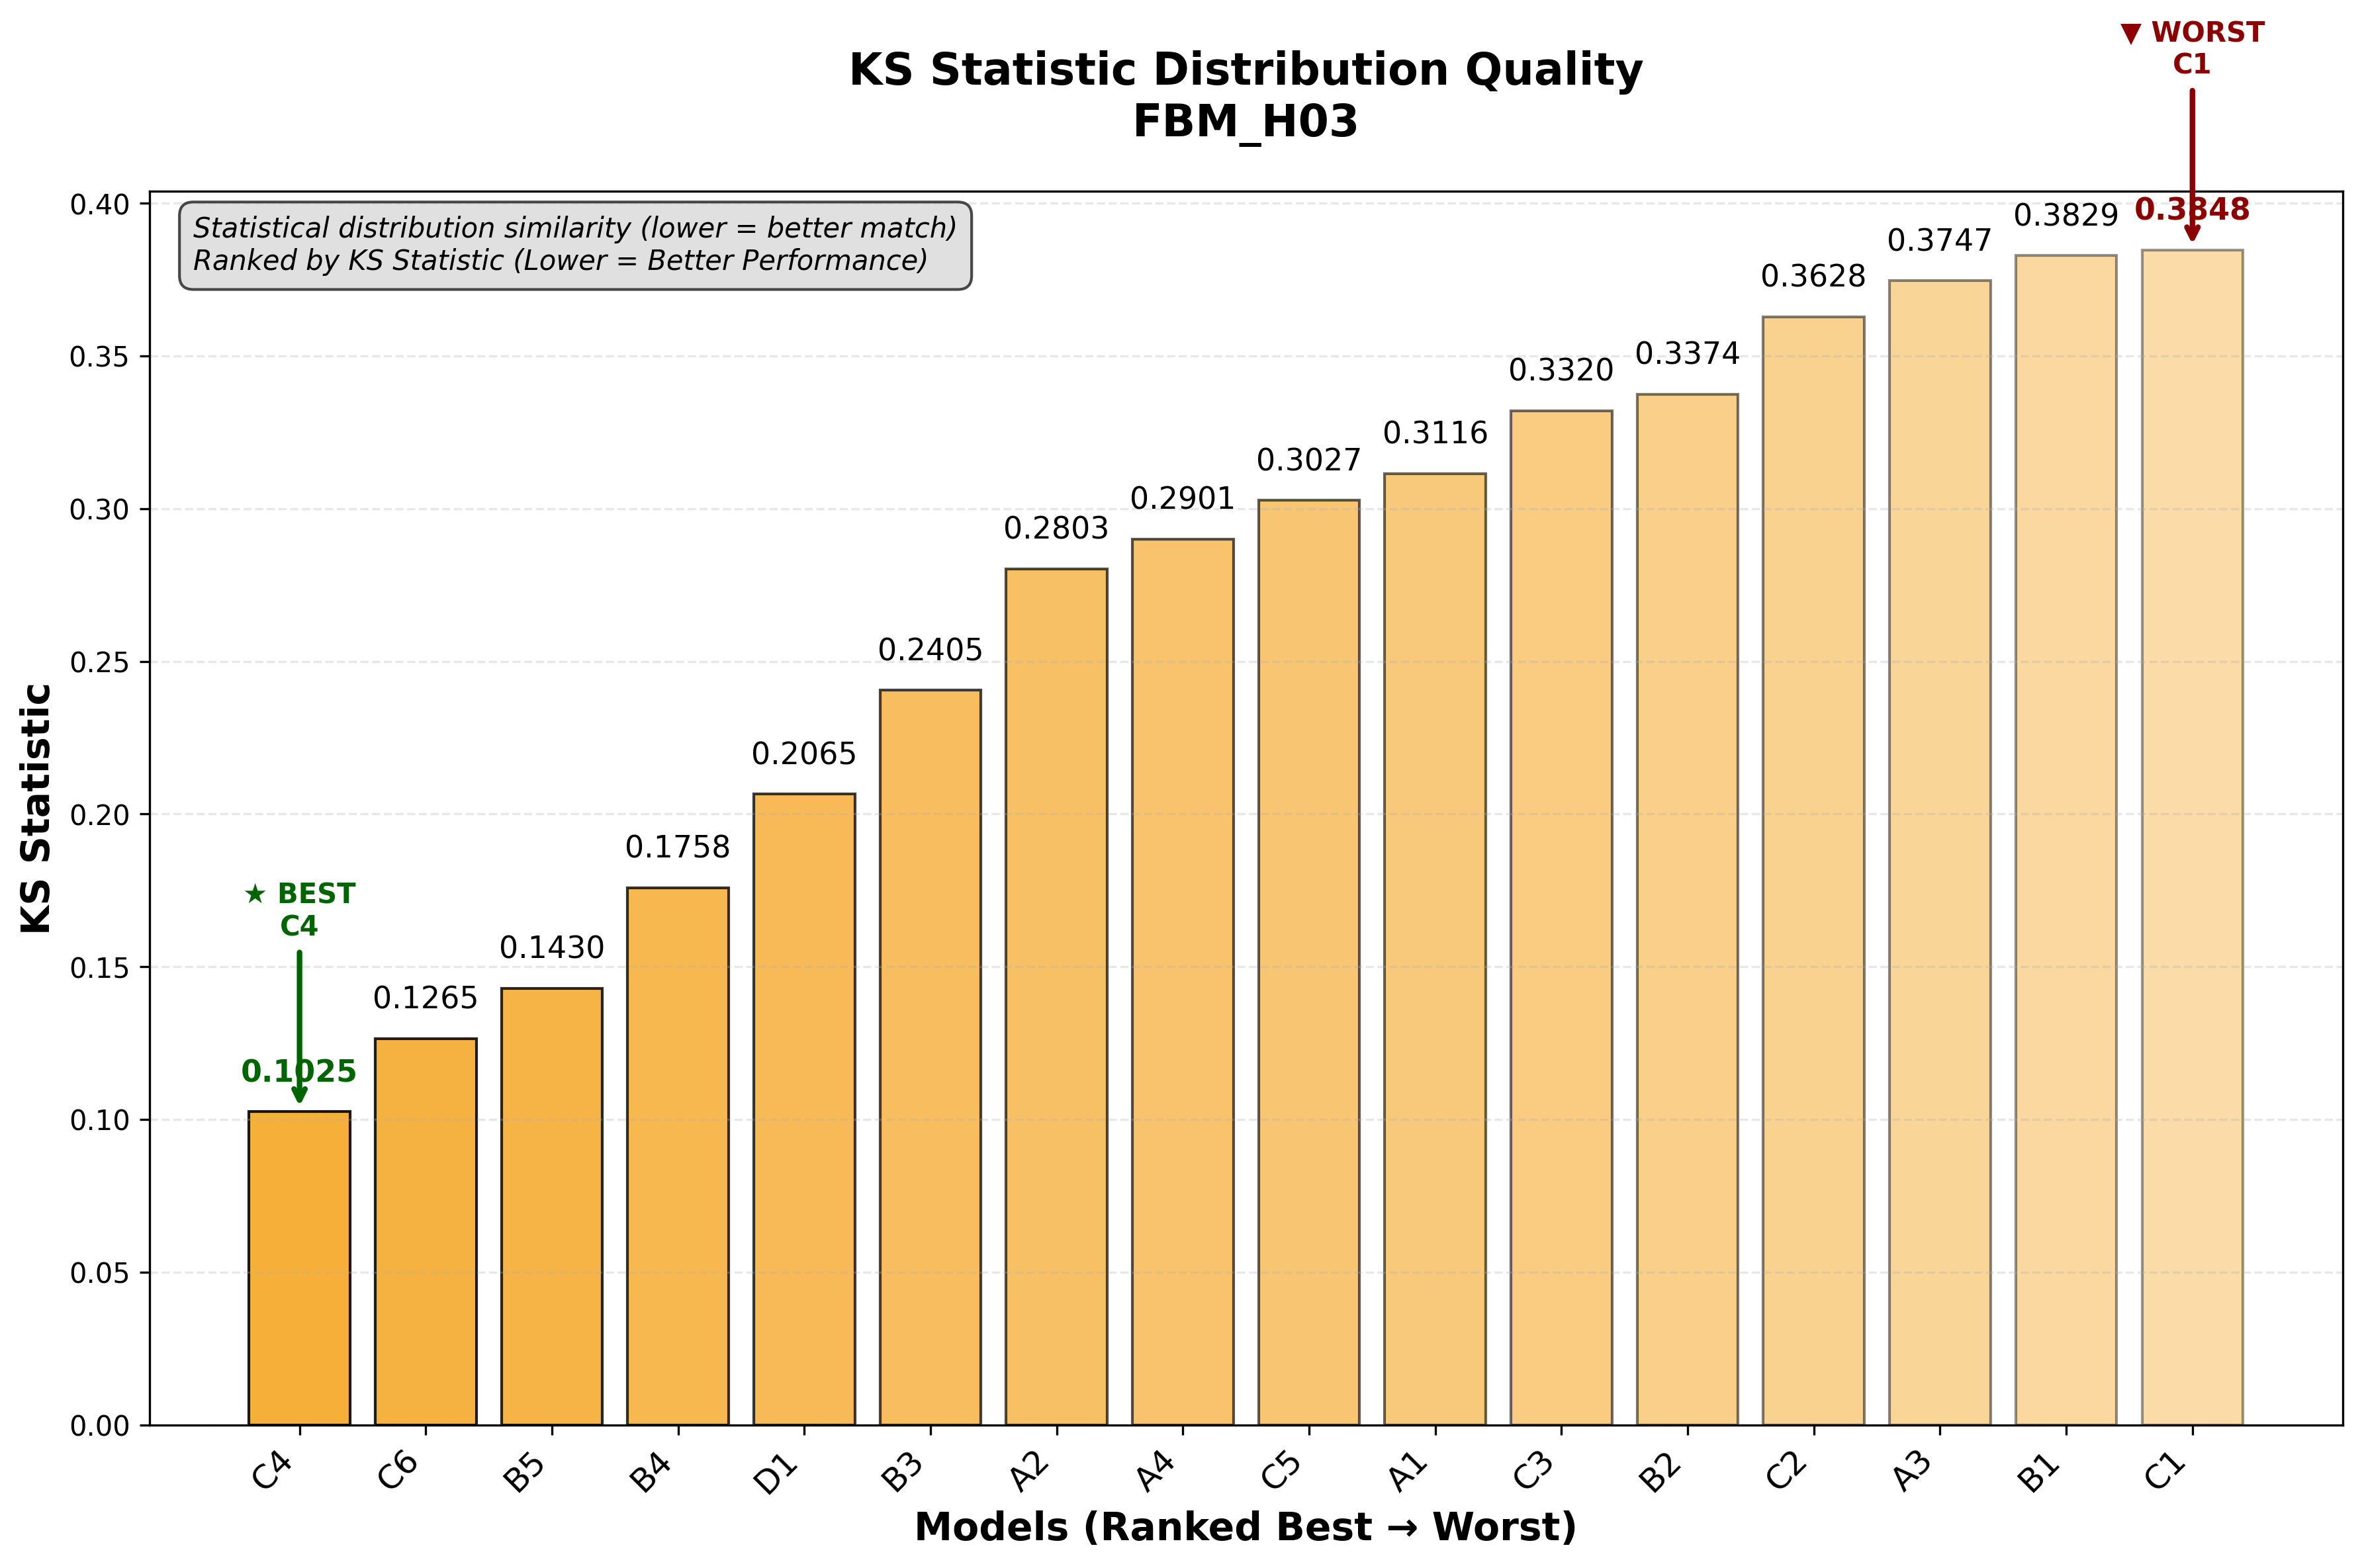 ▼ WORST
C1
KS Statistic Distribution Quality
FBM_H03
Statistical distribution similarity (lower = better match)
Ranked by KS Statistic (Lower = Better Performance)
KS Statistic
0.40
0.35
0.30
0.25
0.20
0.15
0.10
0.05
0.00
★ BEST
C4
0.1025
0.1265
0.1430
0.1758
0.2065
0.2405
0.2803
0.2901
0.3027
0.3116
0.3320
0.3374
0.3628
0.3747
0.3829
0.3848
C4
C6
B5
B4
D1
B3
A2
A4
C5
A1
C3
B2
C2
A3
B1
C1
Models (Ranked Best → Worst)